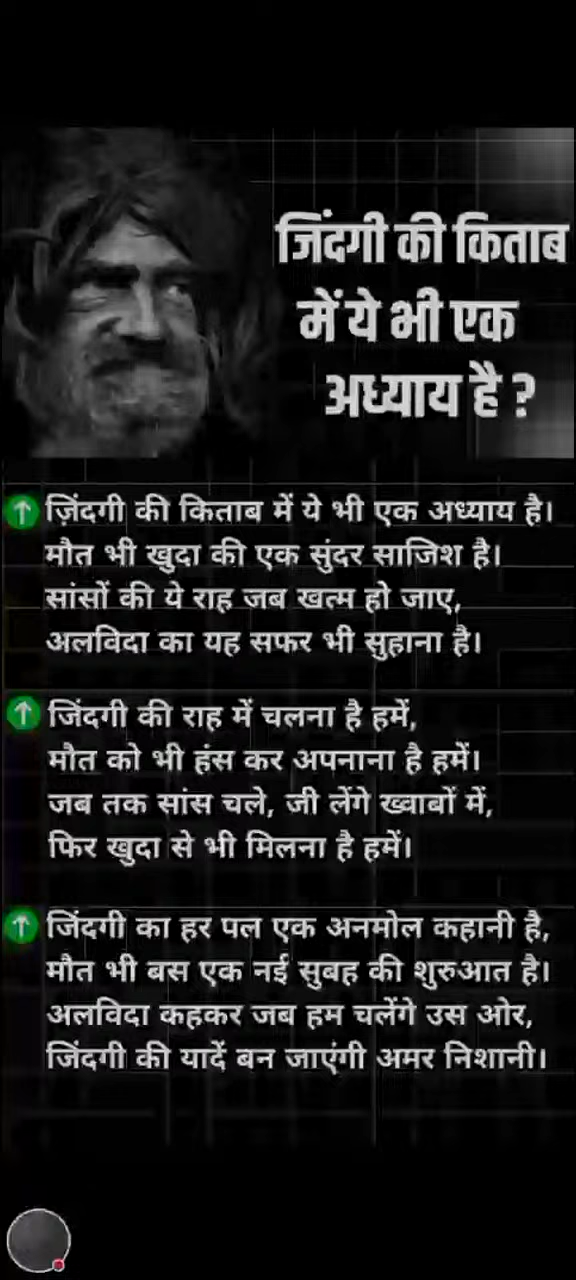 जिंदगी की किताब
में ये भी एक
अध्याय है ?
ज़िंदगी की किताब में ये भी एक अध्याय है।
मौत भी खुदा की एक सुंदर साजिश है।
सांसों की ये राह जब खत्म हो जाए,
अलविदा का यह सफर भी सुहाना है।
जिंदगी की राह में चलना है हमें,
मौत को भी हंस कर अपनाना है हमें।
जब तक सांस चले, जी लेंगे ख्वाबों में,
फिर खुदा से भी मिलना है हमें।
जिंदगी का हर पल एक अनमोल कहानी है,
मौत भी बस एक नई सुबह की शुरुआत है।
अलविदा कहकर जब हम चलेंगे उस ओर,
जिंदगी की यादें बन जाएंगी अमर निशानी।